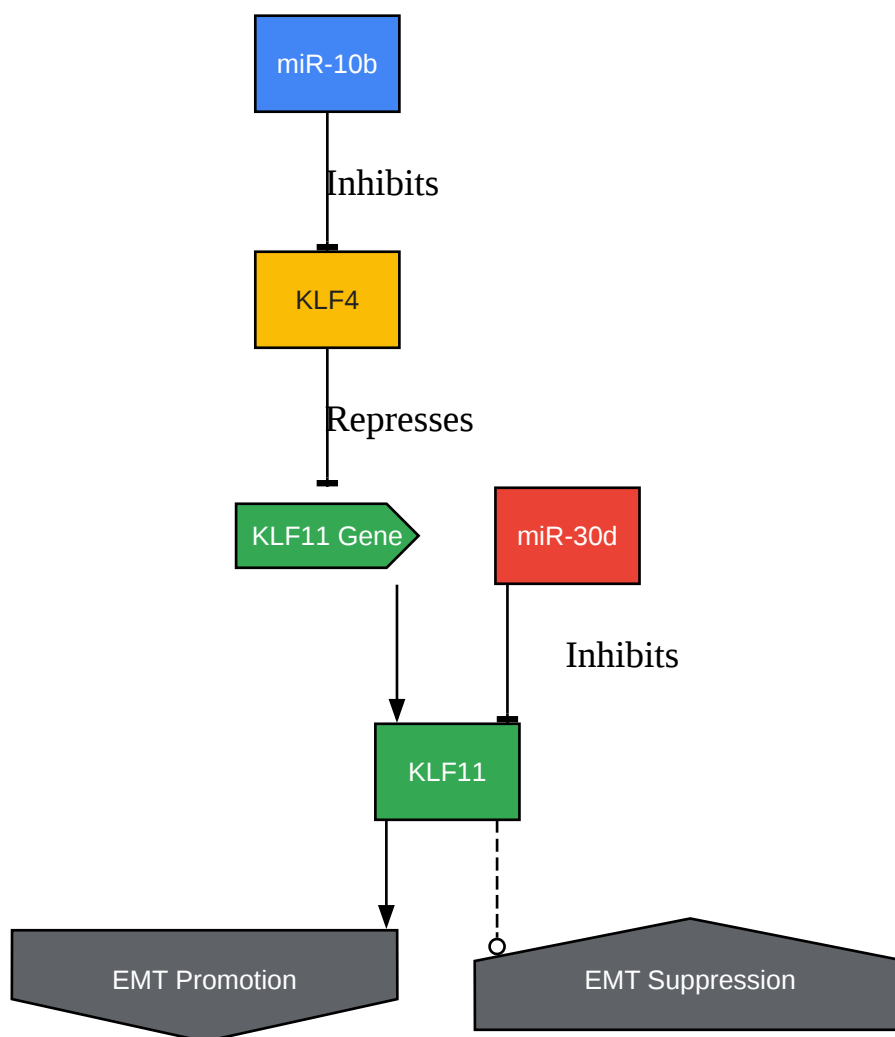 miR-10b
Inhibits
KLF4
Represses
KLF11 Gene
miR-30d
Inhibits
KLF11
EMT Promotion
EMT Suppression